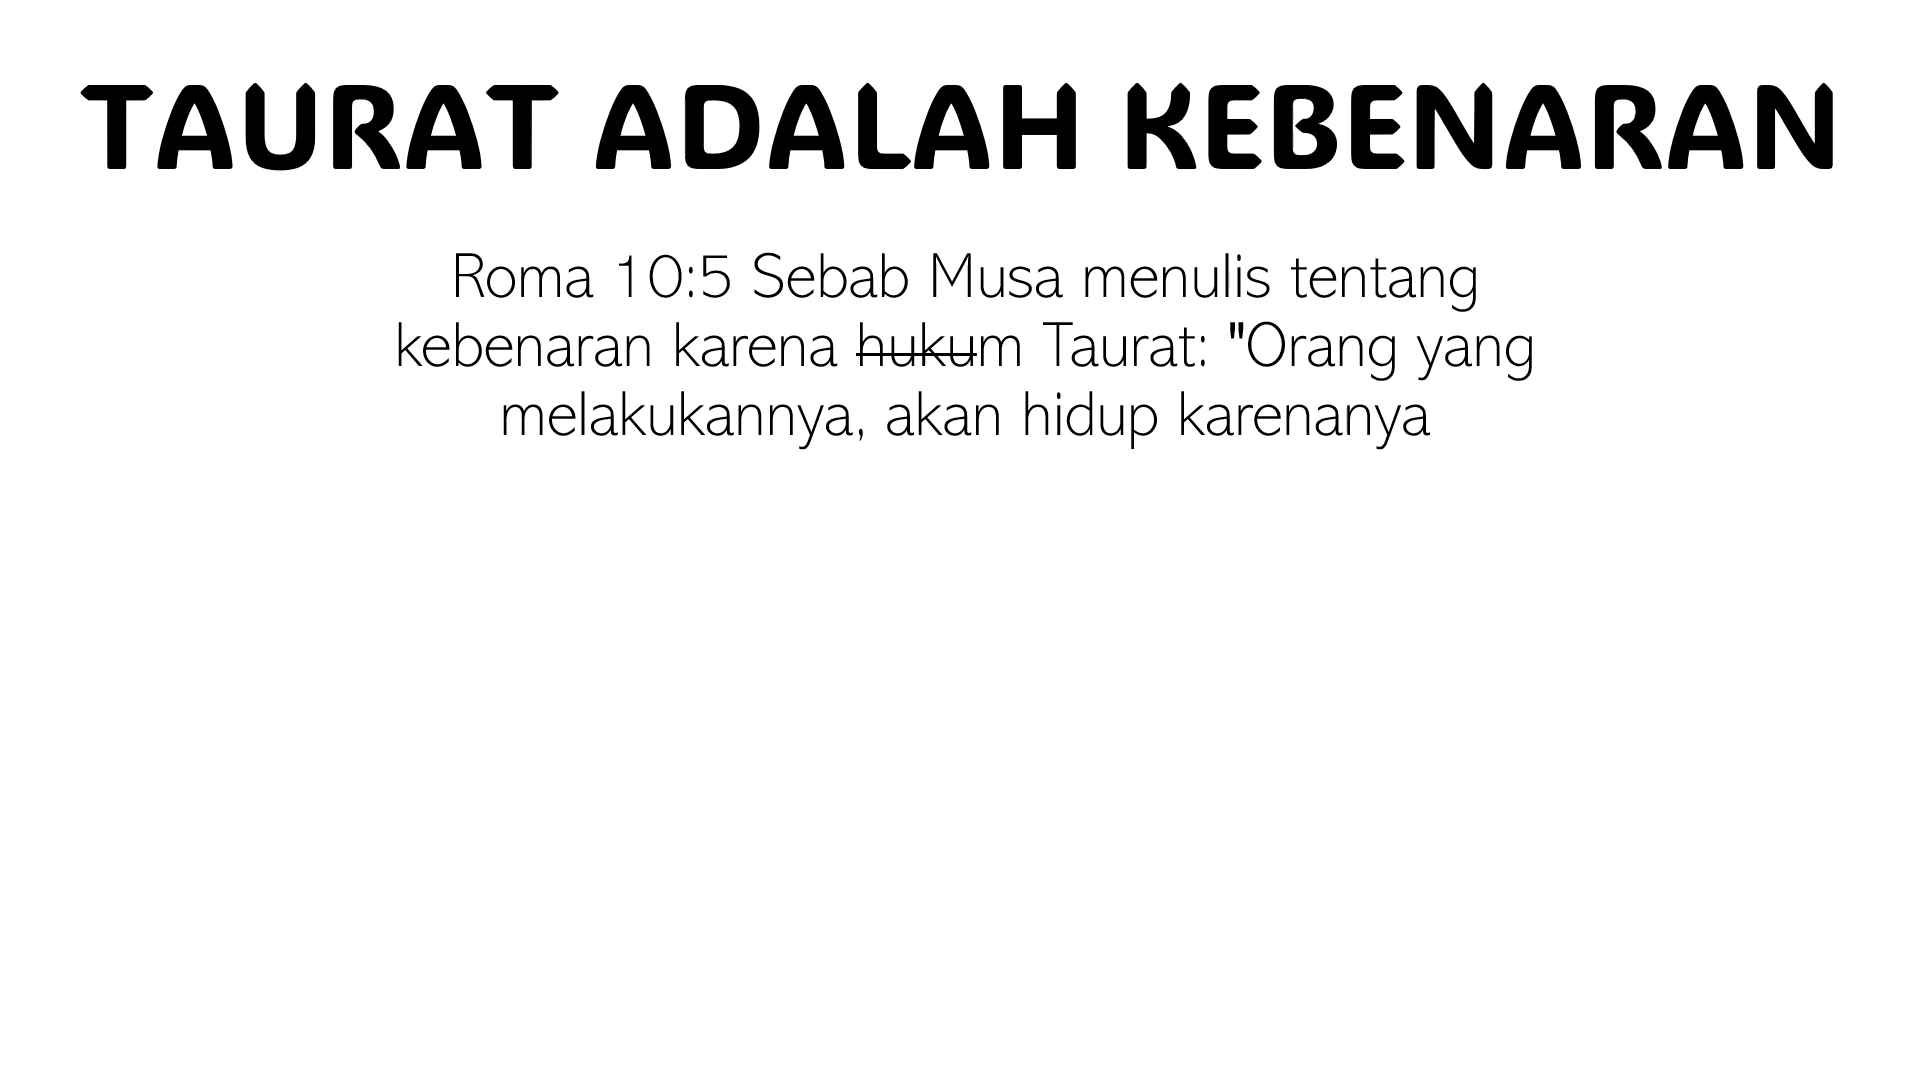 TAURAT ADALAH KEBENARAN
Roma 10:5 Sebab Musa menulis tentang
kebenaran karena hukum Taurat: "Orang yang
melakukannya, akan hidup karenanya